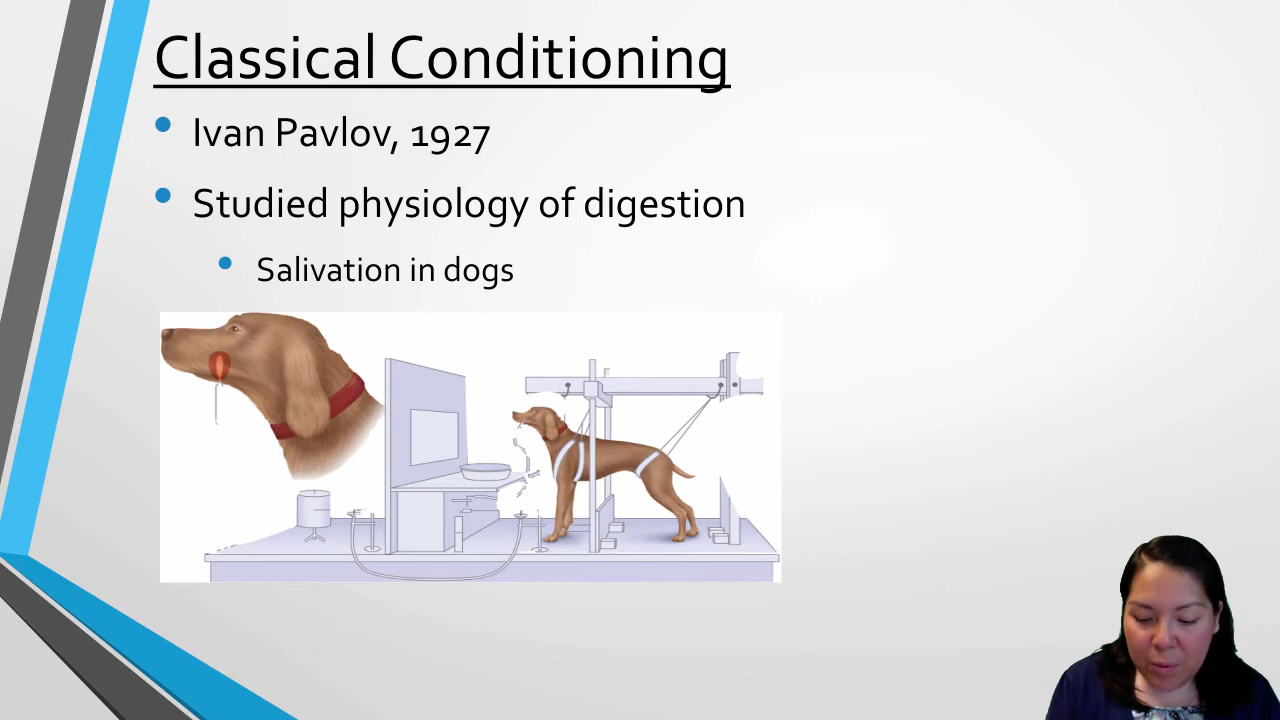 Classical Conditioning
Ivan Pavlov, 1927
Studied physiology of digestion
Salivation in dogs